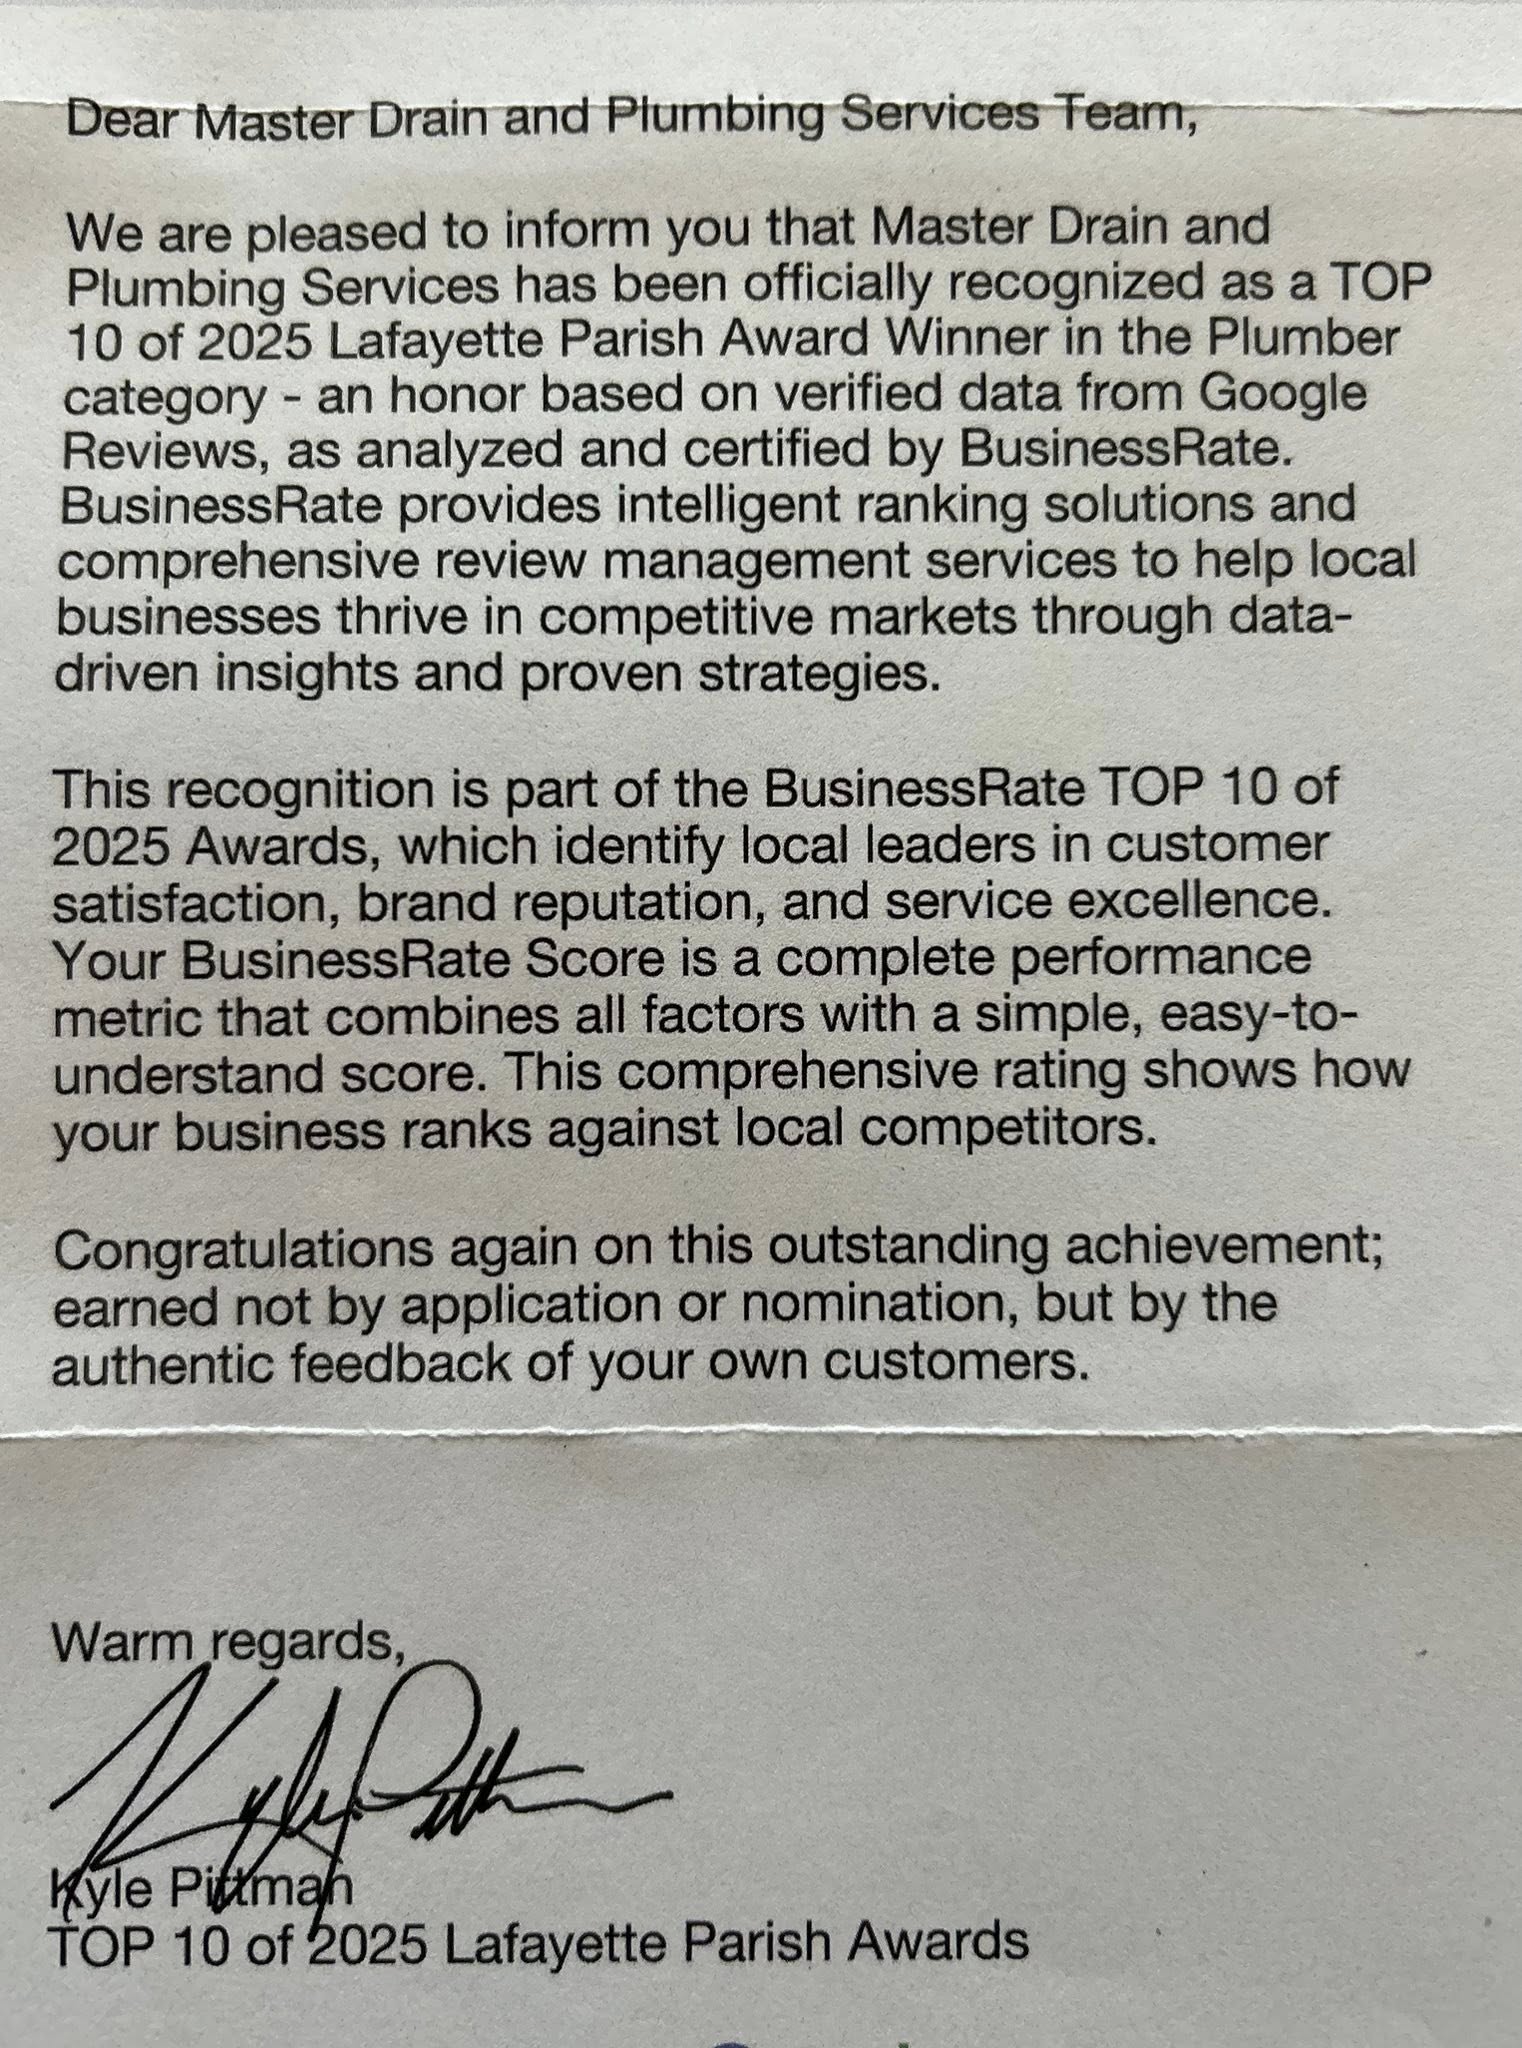 Dear Master Drain and Plumbing Services Team,
We are pleased to inform you that Master Drain and
Plumbing Services has been officially recognized as a TOP
10 of 2025 Lafayette Parish Award Winner in the Plumber
category - an honor based on verified data from Google
Reviews, as analyzed and certified by BusinessRate.
BusinessRate provides intelligent ranking solutions and
comprehensive review management services to help local
businesses thrive in competitive markets through data-
driven insights and proven strategies.
This recognition is part of the BusinessRate TOP 10 of
2025 Awards, which identify local leaders in customer
satisfaction, brand reputation, and service excellence.
Your BusinessRate Score is a complete performance
metric that combines all factors with a simple, easy-to-
understand score. This comprehensive rating shows how
your business ranks against local competitors.
Congratulations again on this outstanding achievement;
earned not by application or nomination, but by the
authentic feedback of your own customers.
Warm regards,
Kyle Pittman
Kyle Pittman
TOP 10 of 2025 Lafayette Parish Awards